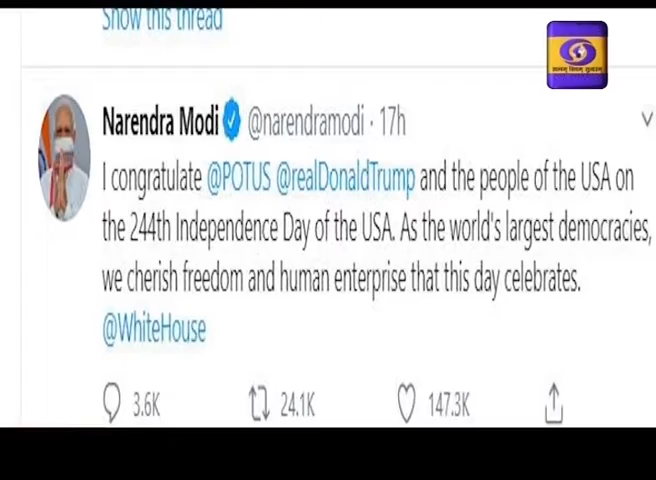 Show this thread
Narendra Modi @narendramodi · 17h
I congratulate @POTUS @realDonaldTrump and the people of the USA on
the 244th Independence Day of the USA. As the world's largest democracies,
we cherish freedom and human enterprise that this day celebrates.
@WhiteHouse
3.6K 24.1K 147.3K